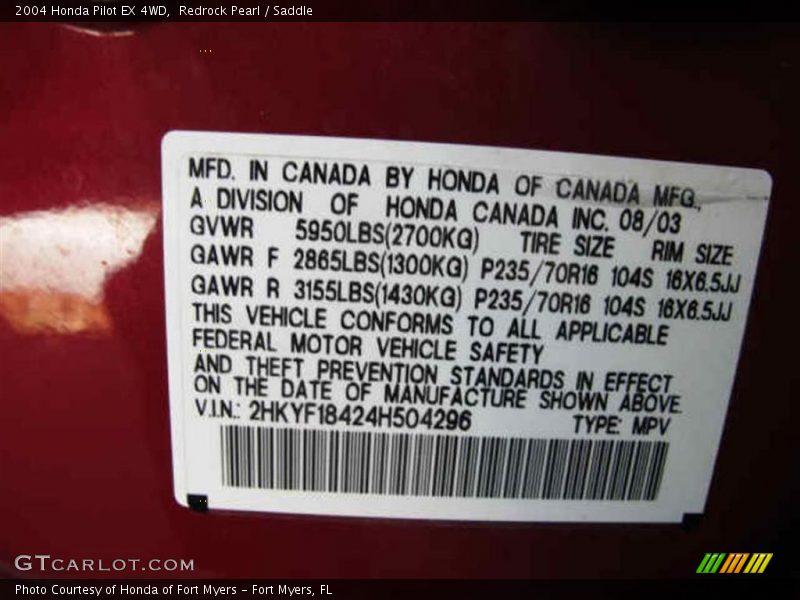 2004 Honda Pilot EX 4WD, Redrock Pearl / Saddle
MFD. IN CANADA BY HONDA OF CANADA MFG.,
A DIVISION OF HONDA CANADA INC. 08/03
GVWR 5950LBS(2700KG) TIRE SIZE RIM SIZE
GAWR F 2865LBS(1300KG) P235/70R16 104S 16X6.5JJ
GAWR R 3155LBS(1430KG) P235/70R16 104S 16X6.5JJ
THIS VEHICLE CONFORMS TO ALL APPLICABLE
FEDERAL MOTOR VEHICLE SAFETY
AND THEFT PREVENTION STANDARDS IN EFFECT
ON THE DATE OF MANUFACTURE SHOWN ABOVE.
V.I.N.: 2HKYF18424H504296 TYPE: MPV
GTCARLOT.COM
Photo Courtesy of Honda of Fort Myers - Fort Myers, FL